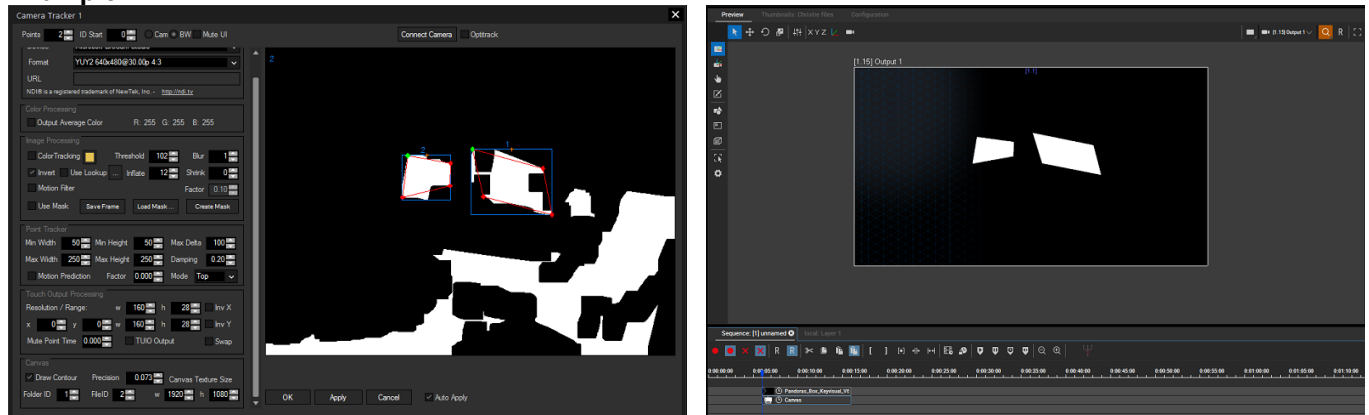 Camera Tracker 1
Points 2 ID Start 0 Cam BW Mute UI Connect Camera Optitrack
Format YUY2 640x480@30.00p 4:3
URL
NDI® is a registered trademark of NewTek, Inc. - http://ndi.tv
Color Processing
Output Average Color R: 255 G: 255 B: 255
Image Processing
ColorTracking Threshold 102 Blur 1
Invert Use Lookup ... Inflate 12 Shrink 0
Motion Filter Factor 0.10
Use Mask Save Frame Load Mask ... Create Mask
Point Tracker
Min Width 50 Min Height 50 Max Delta 100
Max Width 250 Max Height 250 Damping 0.20
Motion Prediction Factor 0.000 Mode Top
Touch Output Processing
Resolution / Range: w 160 h 28 Inv X
x 0 y 0 w 160 h 28 Inv Y
Mute Point Time 0.000 TUIO Output Swap
Canvas
Draw Contour Precision 0.073 Canvas Texture Size
Folder ID 1 FileID 2 w 1920 h 1080
2
2
1
OK Apply Cancel Auto Apply
Preview Thumbnails: Christie Files Configuration
X Y Z
[1.15] Output 1
R
[1.15] Output 1
[1.1]
Sequence: [1] unnamed
local: Layer 1
R R
0:00:00:00 0:00:05:00 0:00:10:00 0:00:15:00 0:00:20:00 0:00:25:00 0:00:30:00 0:00:35:00 0:00:40:00 0:00:45:00 0:00:50:00 0:00:55:00 0:01:00:00 0:01:05:00 0:01:10:00
Pandoras_Box_Keyvisual_V6
Canvas